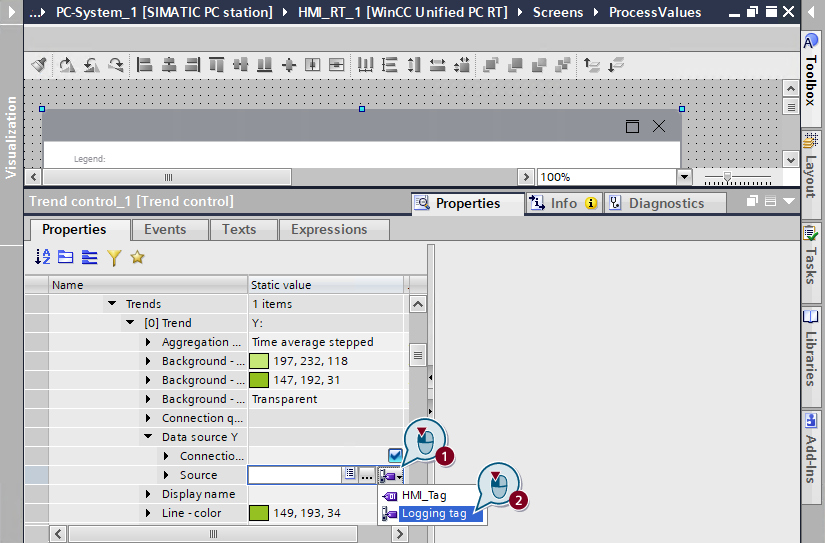 ...▸ PC-System_1 [SIMATIC PC station] ▸ HMI_RT_1 [WinCC Unified PC RT] ▸ Screens ▸ ProcessValues
Visualization
Legend:
100%
Trend control_1 [Trend control]
Properties Info Diagnostics
Properties Events Texts Expressions
Name Static value
Trends 1 items
[0] Trend Y:
Aggregation ... Time average stepped
Background - ... 197, 232, 118
Background - ... 147, 192, 31
Background - ... Transparent
Connection q...
Data source Y
Connectio...
1
Source
HMI_Tag
2
Display name
Logging tag
Line - color 149, 193, 34
Toolbox
Layout
Tasks
Libraries
Add-Ins